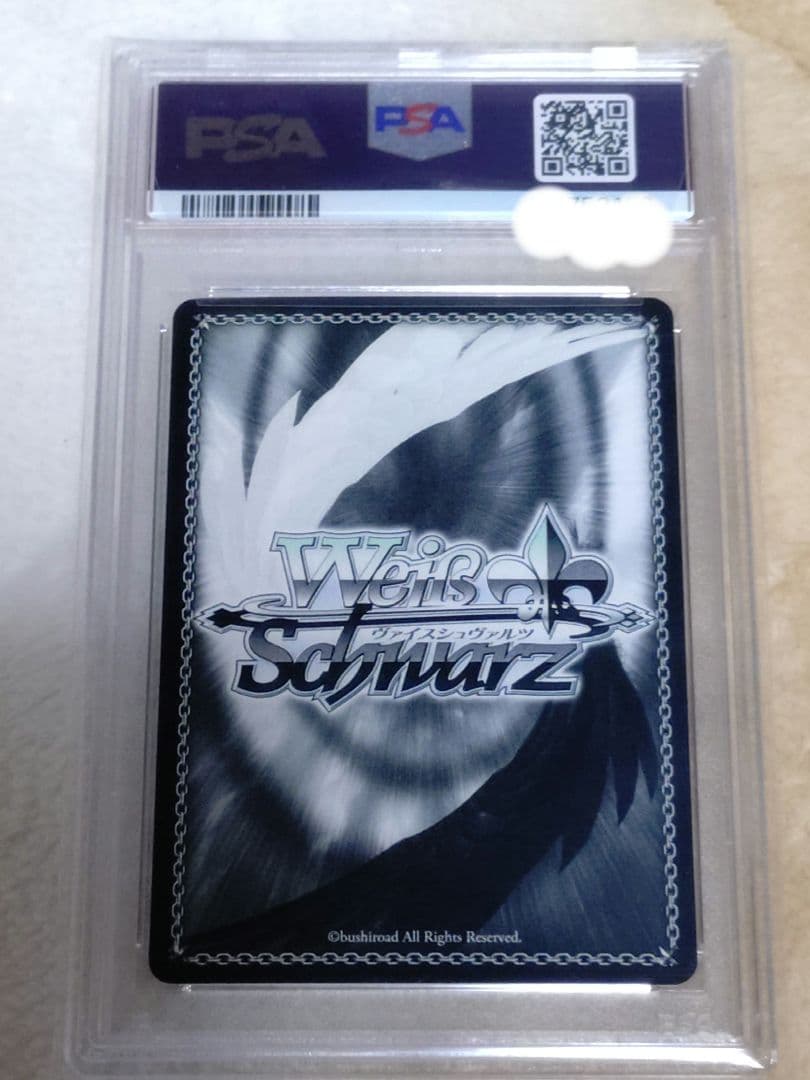 PSA
PSA
Weiß
ヴァイスシュヴァルツ
Schwarz
©bushiroad All Rights Reserved.